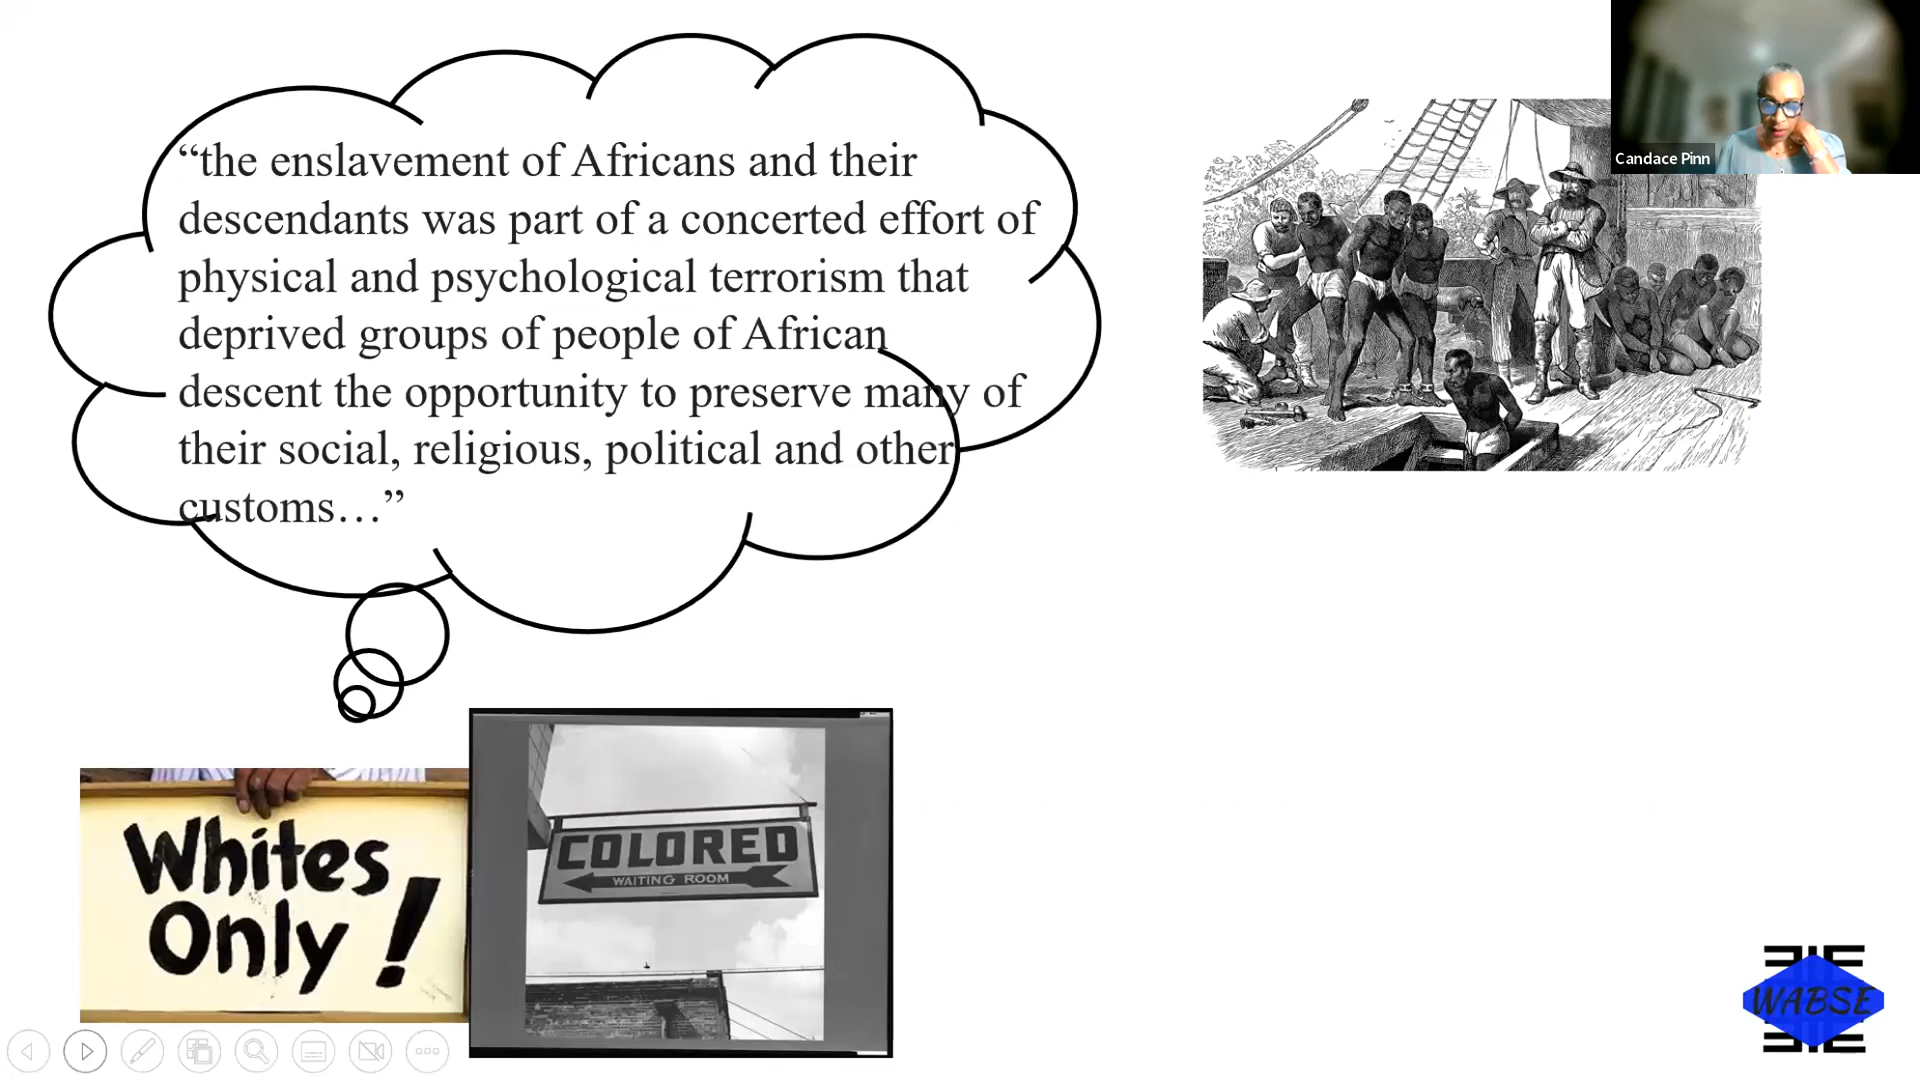 “the enslavement of Africans and their
descendants was part of a concerted effort of
physical and psychological terrorism that
deprived groups of people of African
descent the opportunity to preserve many of
their social, religious, political and other
customs…”
Candace Pinn
Whites
Only!
COLORED
WAITING ROOM
WABSE